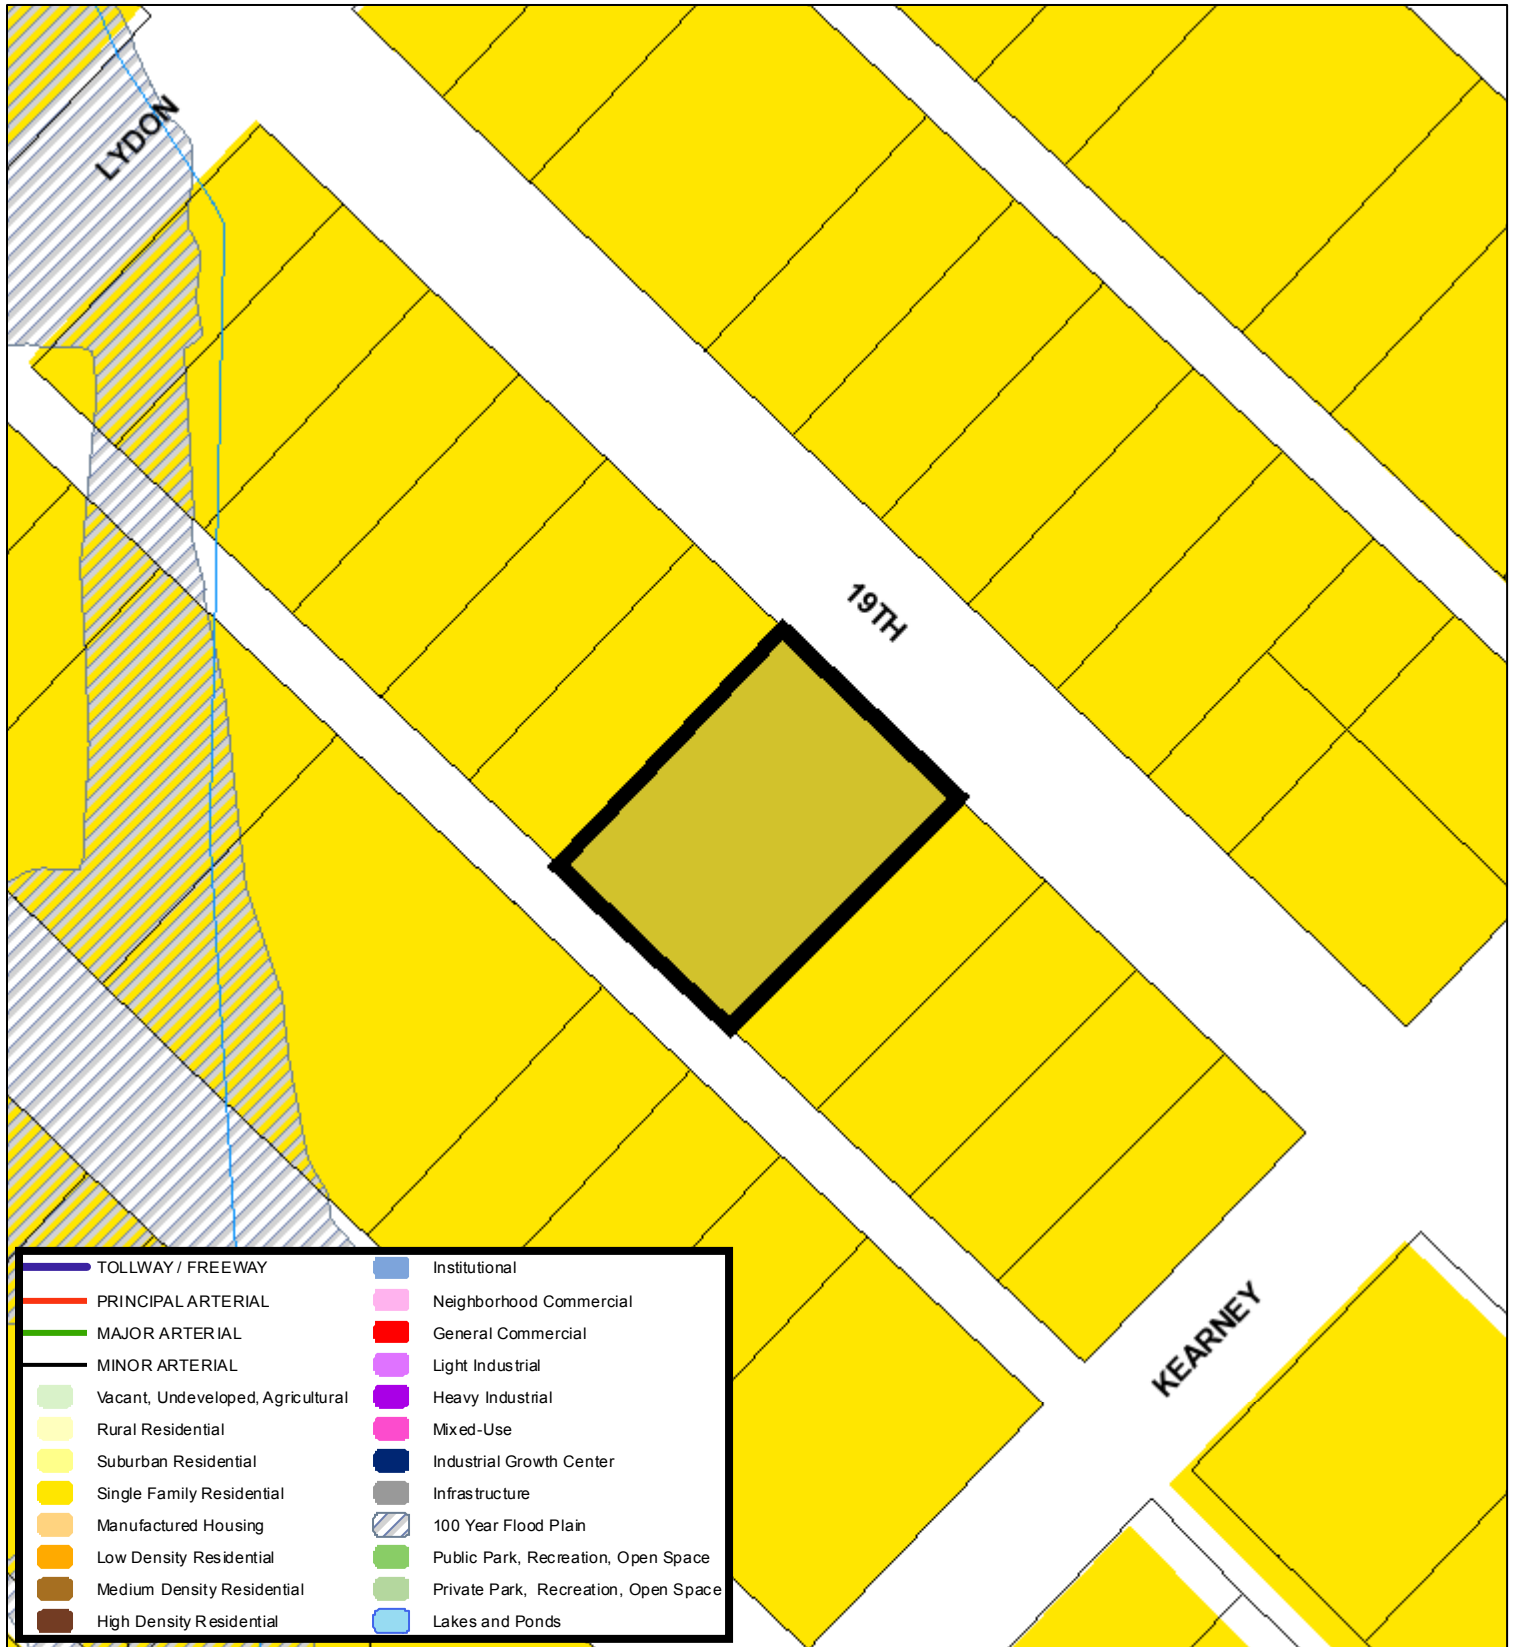 LYDON
19TH
KEARNEY
TOLLWAY / FREEWAY
PRINCIPAL ARTERIAL
MAJOR ARTERIAL
MINOR ARTERIAL
Vacant, Undeveloped, Agricultural
Rural Residential
Suburban Residential
Single Family Residential
Manufactured Housing
Low Density Residential
Medium Density Residential
High Density Residential
Institutional
Neighborhood Commercial
General Commercial
Light Industrial
Heavy Industrial
Mixed-Use
Industrial Growth Center
Infrastructure
100 Year Flood Plain
Public Park, Recreation, Open Space
Private Park, Recreation, Open Space
Lakes and Ponds